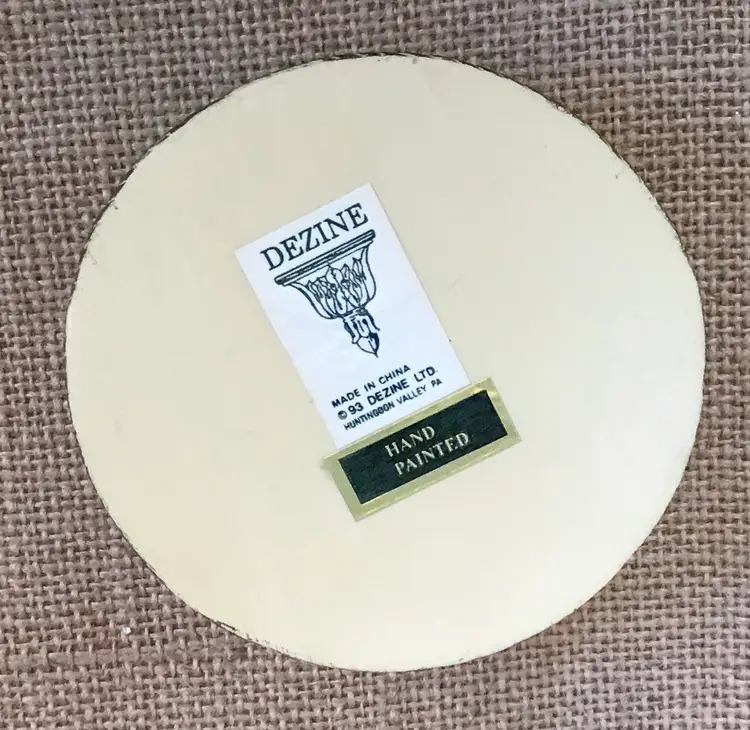 DEZINE
MADE IN CHINA
© 93 DEZINE LTD.
HUNTINGDON VALLEY, PA
HAND
PAINTED